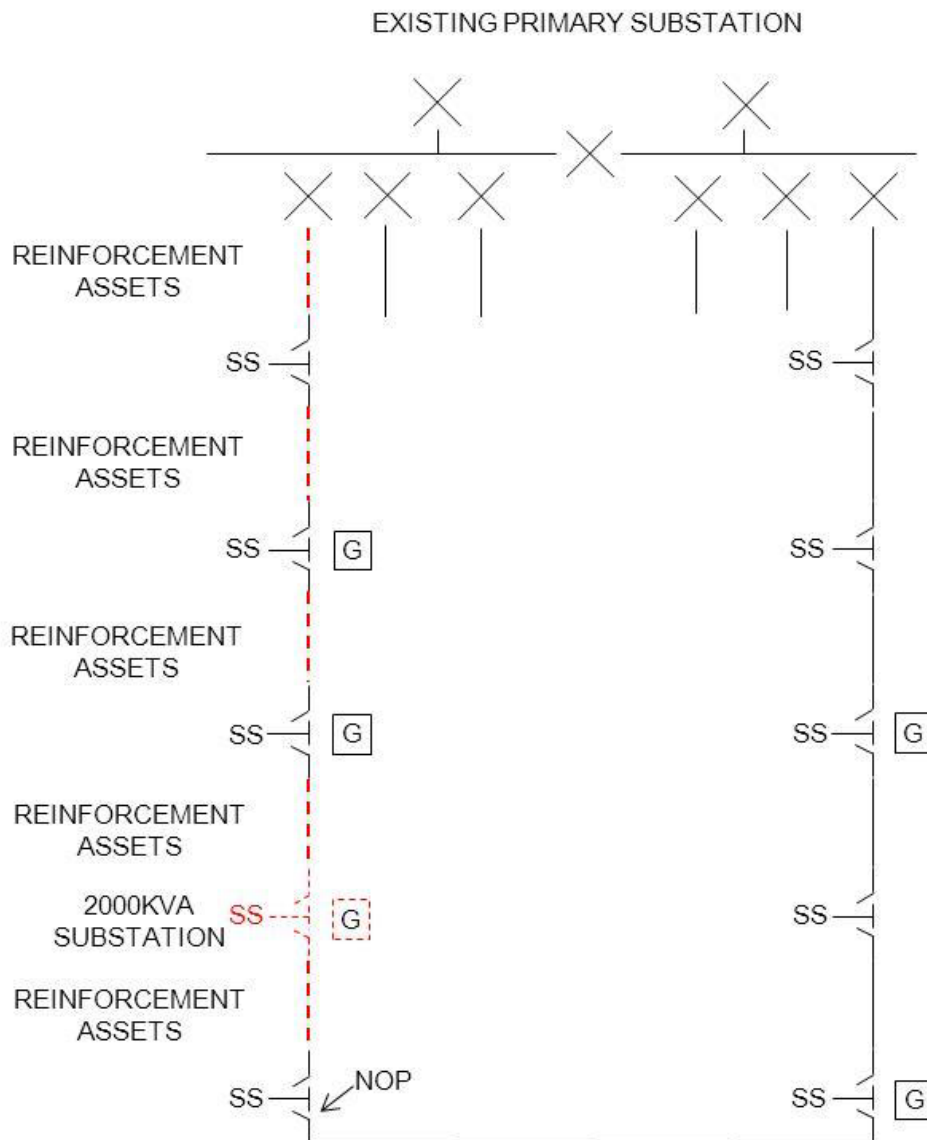 EXISTING PRIMARY SUBSTATION
REINFORCEMENT
ASSETS
SS
SS
REINFORCEMENT
ASSETS
SS
G
SS
REINFORCEMENT
ASSETS
SS
G
SS
G
REINFORCEMENT
ASSETS
2000KVA
SUBSTATION
SS
G
SS
REINFORCEMENT
ASSETS
NOP
SS
SS
G